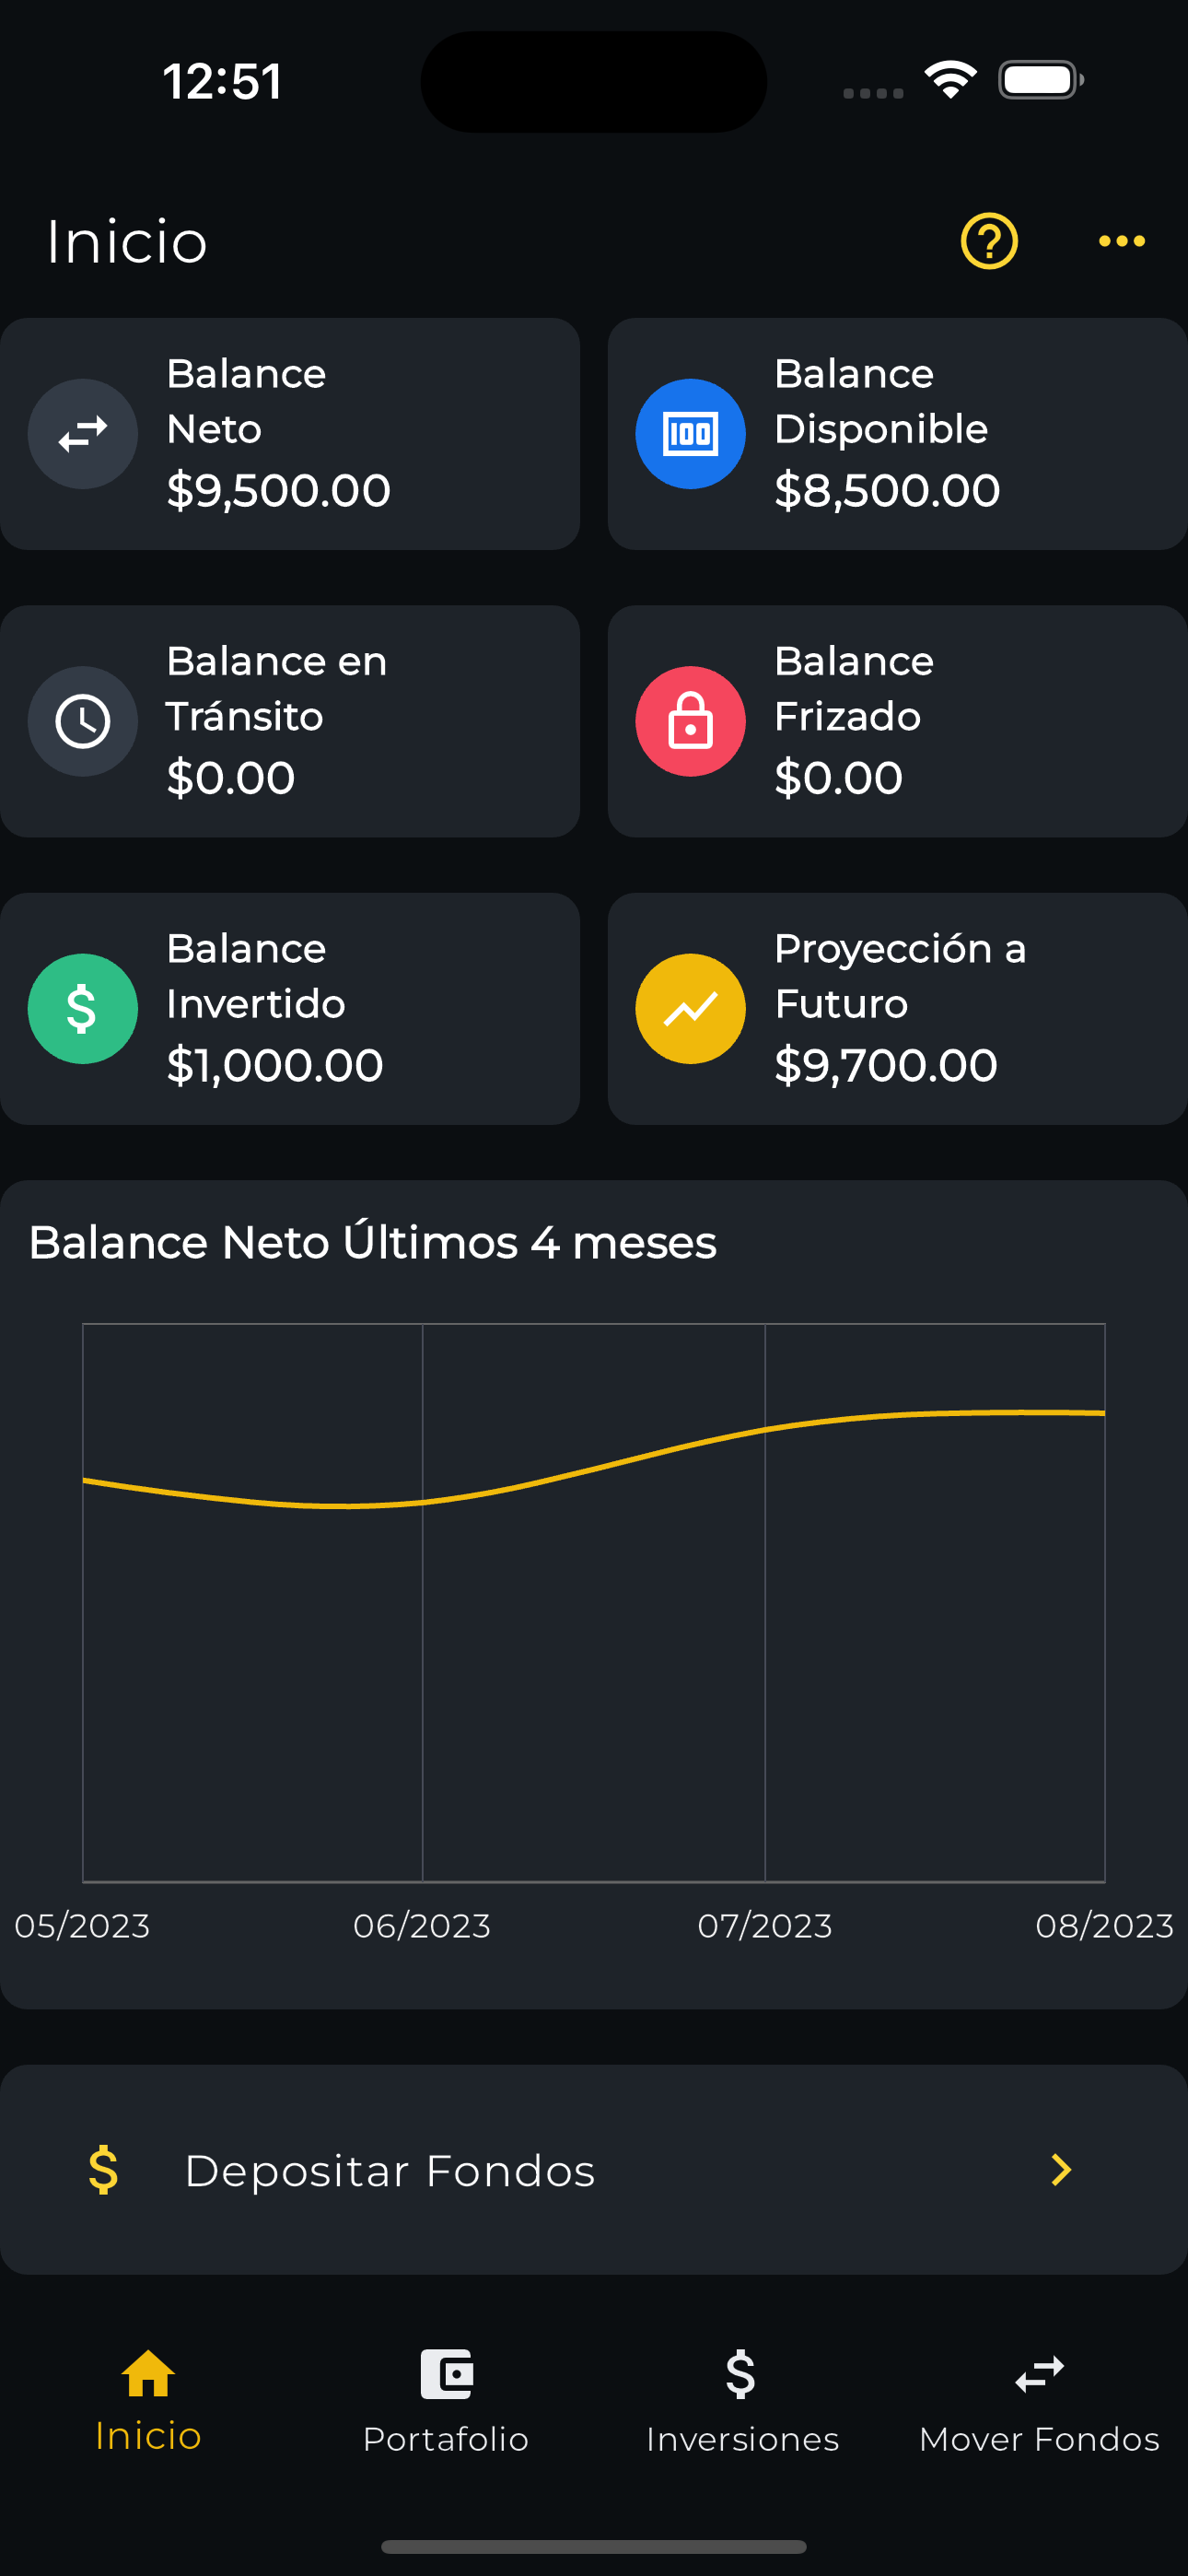 12:51
Inicio
Balance
Neto
$9,500.00
Balance
Disponible
$8,500.00
Balance en
Tránsito
$0.00
Balance
Frizado
$0.00
Balance
Invertido
$1,000.00
Proyección a
Futuro
$9,700.00
Balance Neto Últimos 4 meses
05/2023 06/2023 07/2023 08/2023
Depositar Fondos
Inicio Portafolio Inversiones Mover Fondos